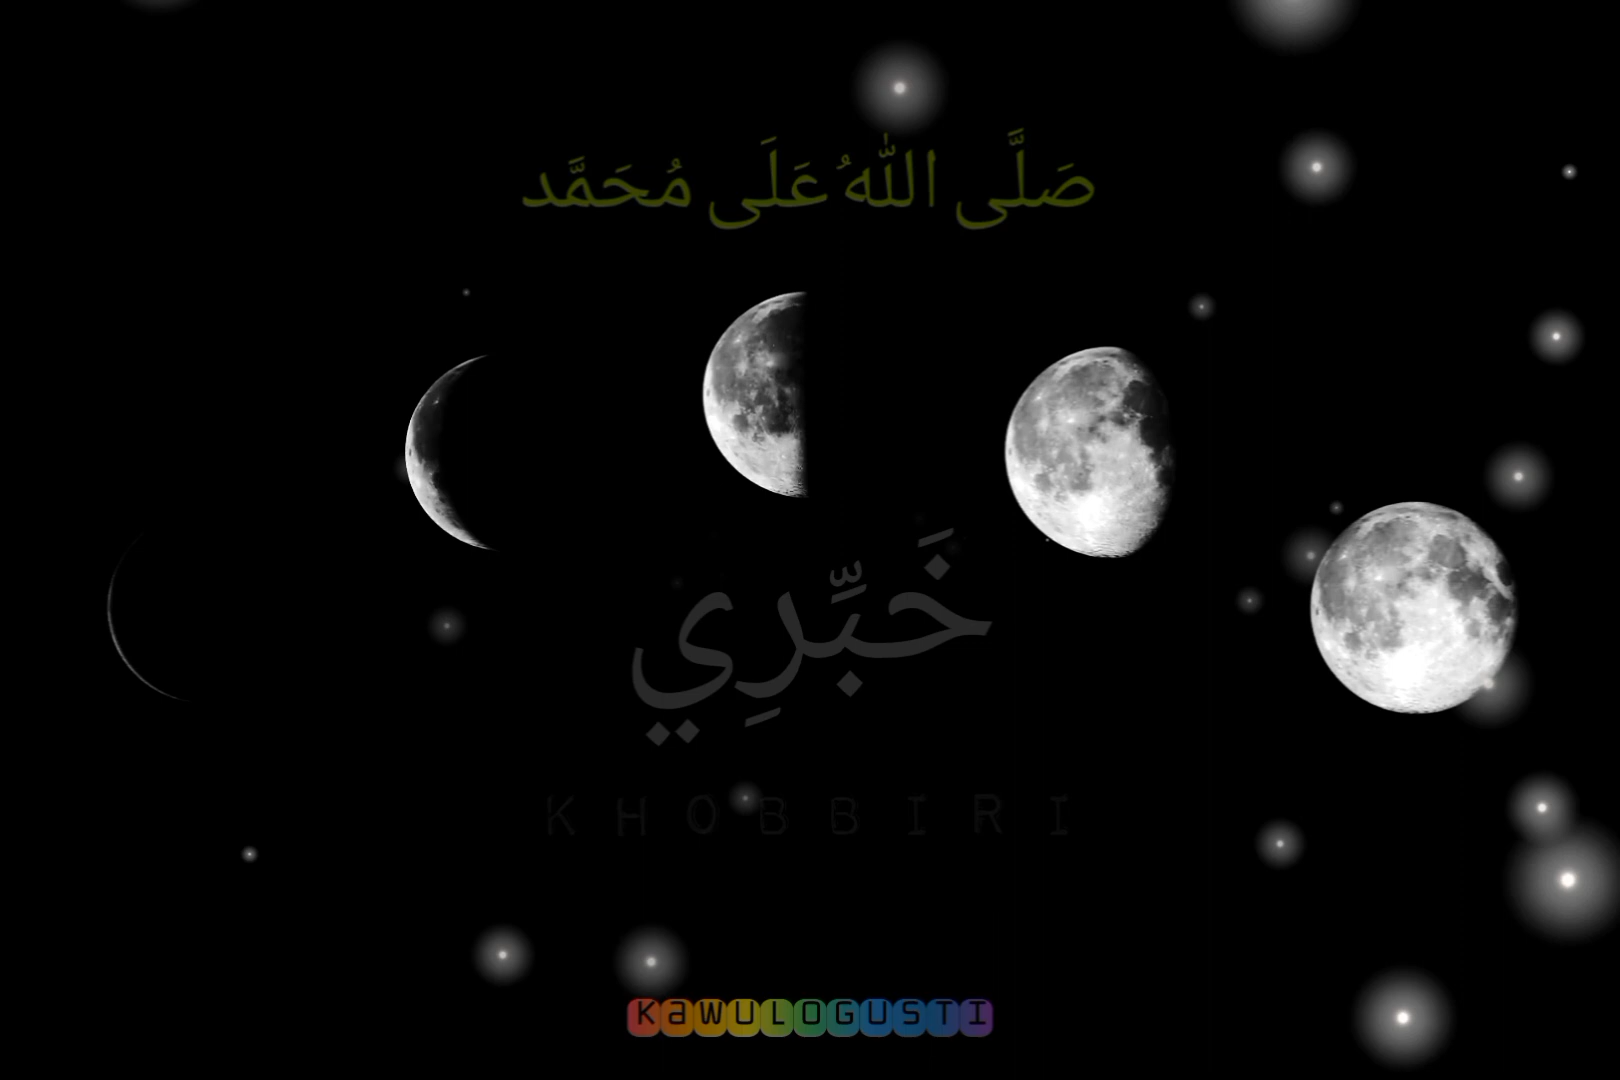 صَلَّى اللّٰهُ عَلَى مُحَمَّد
خَبِّرِي
KHOBBIRI
KaWULOGUSTI